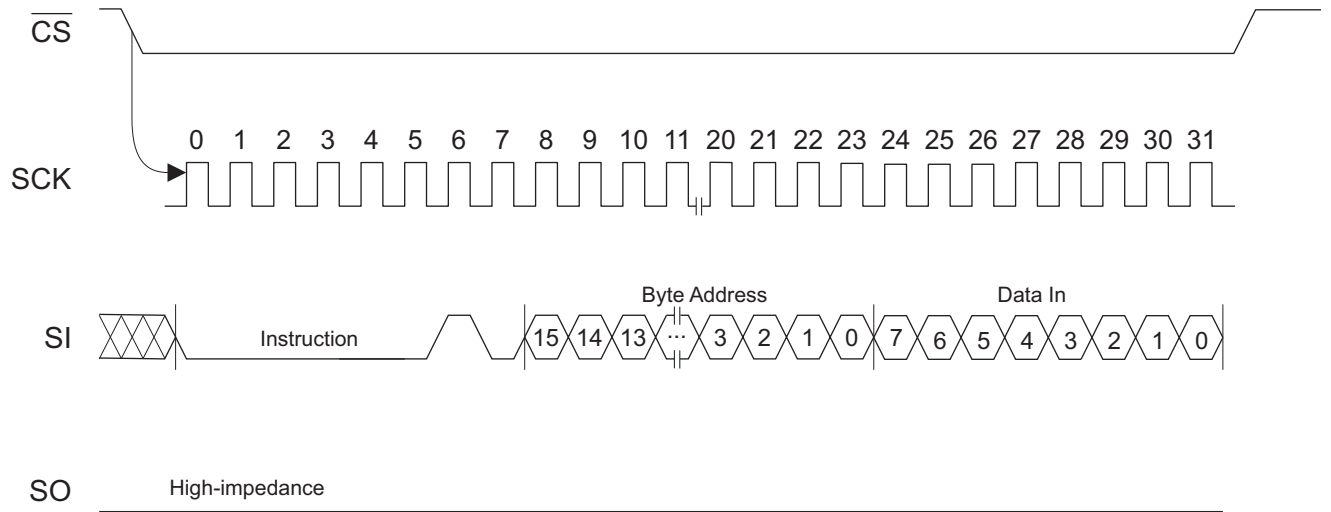 CS
0 1 2 3 4 5 6 7 8 9 10 11 20 21 22 23 24 25 26 27 28 29 30 31
SCK
Byte Address Data In
SI Instruction 15 14 13 ... 3 2 1 0 7 6 5 4 3 2 1 0
SO High-impedance